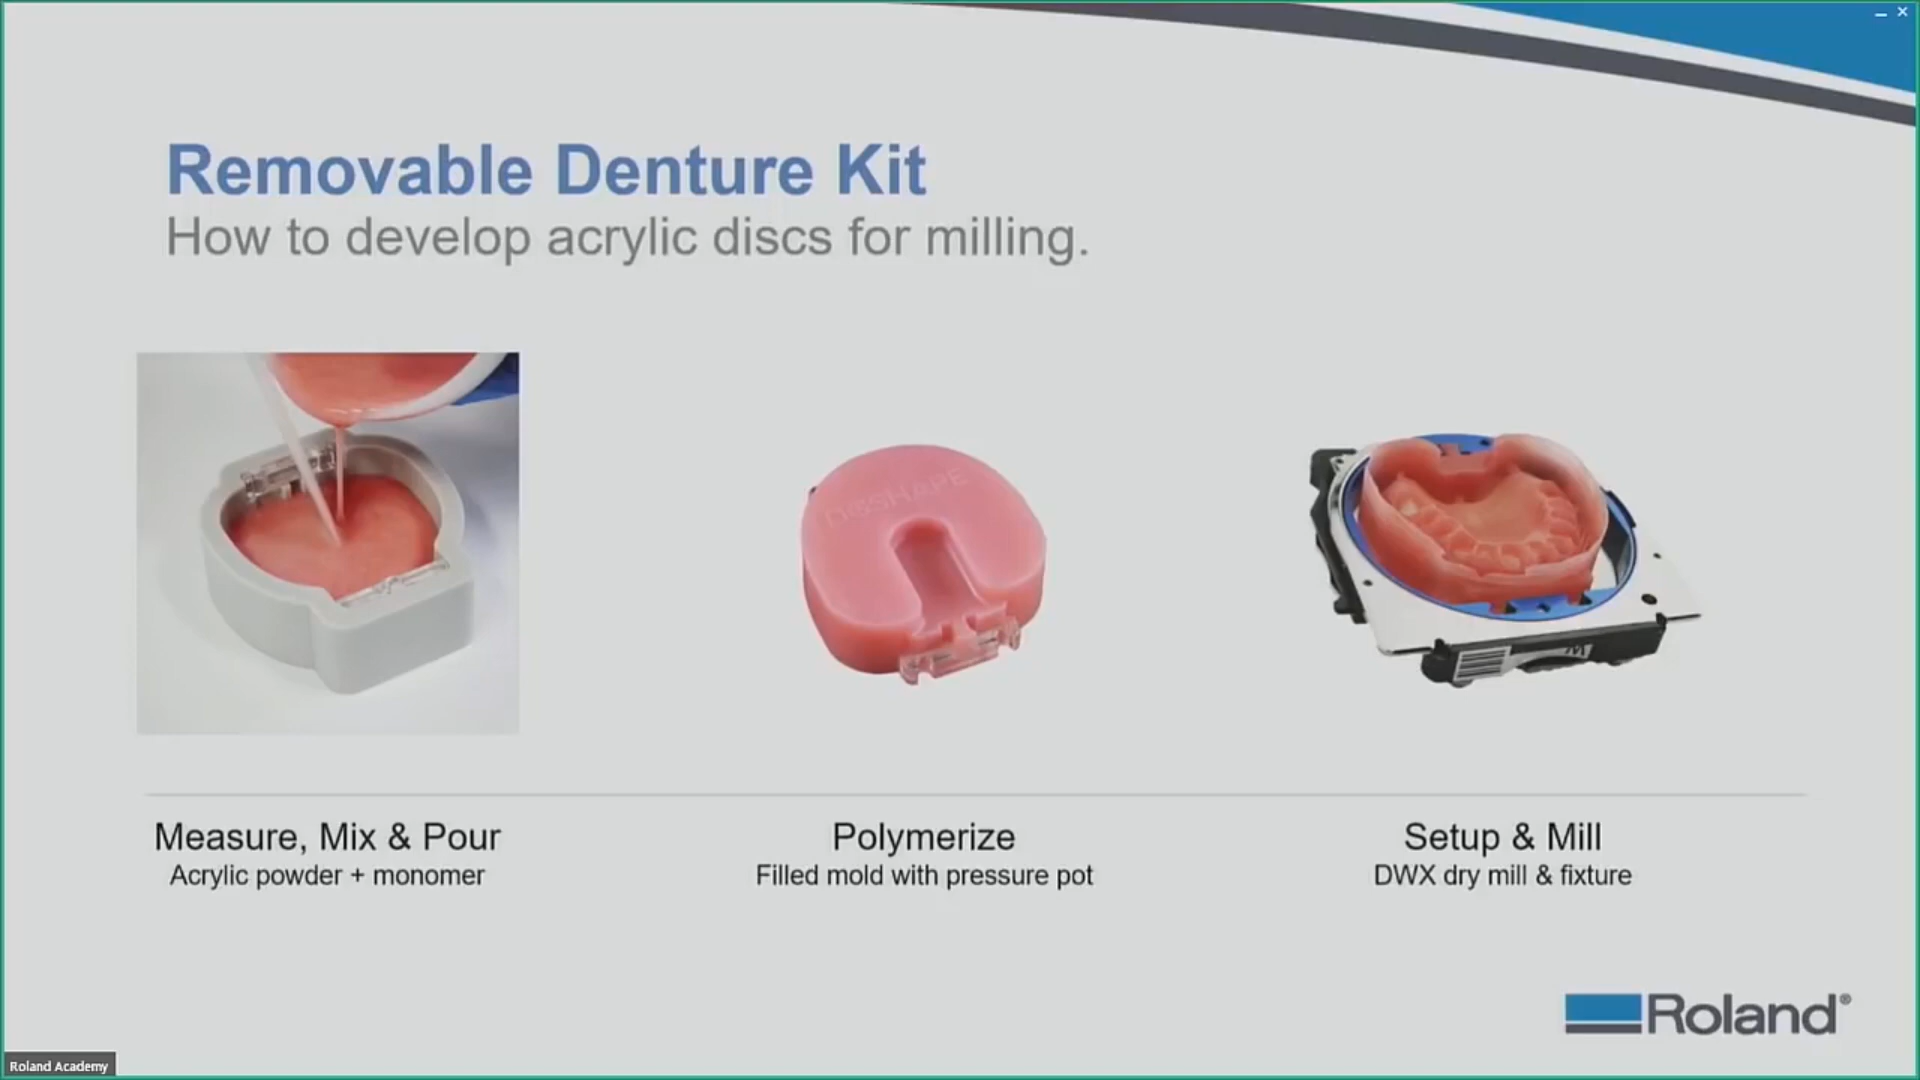 Removable Denture Kit
How to develop acrylic discs for milling.
Measure, Mix & Pour
Acrylic powder + monomer
Polymerize
Filled mold with pressure pot
Setup & Mill
DWX dry mill & fixture
Roland®
Roland Academy